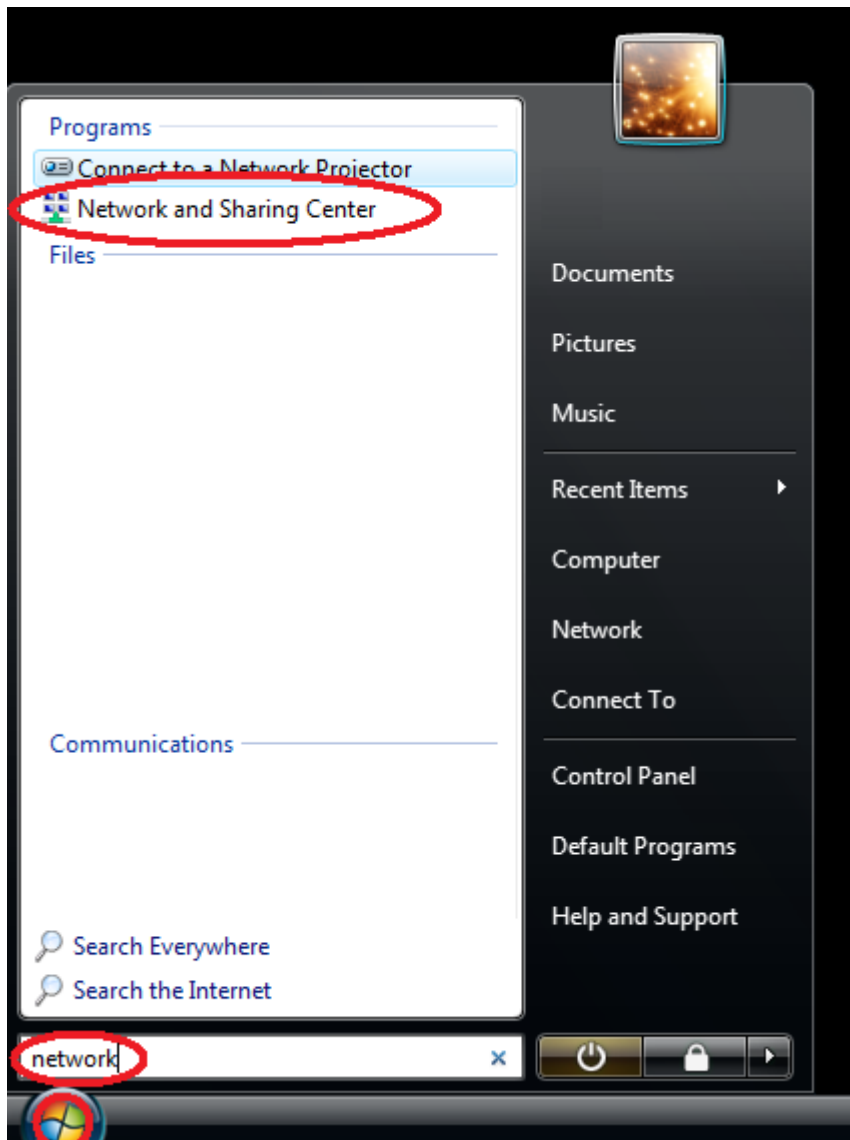 Programs
Connect to a Network Projector
Network and Sharing Center
Files
Communications
Search Everywhere
Search the Internet
network
Documents
Pictures
Music
Recent Items
Computer
Network
Connect To
Control Panel
Default Programs
Help and Support